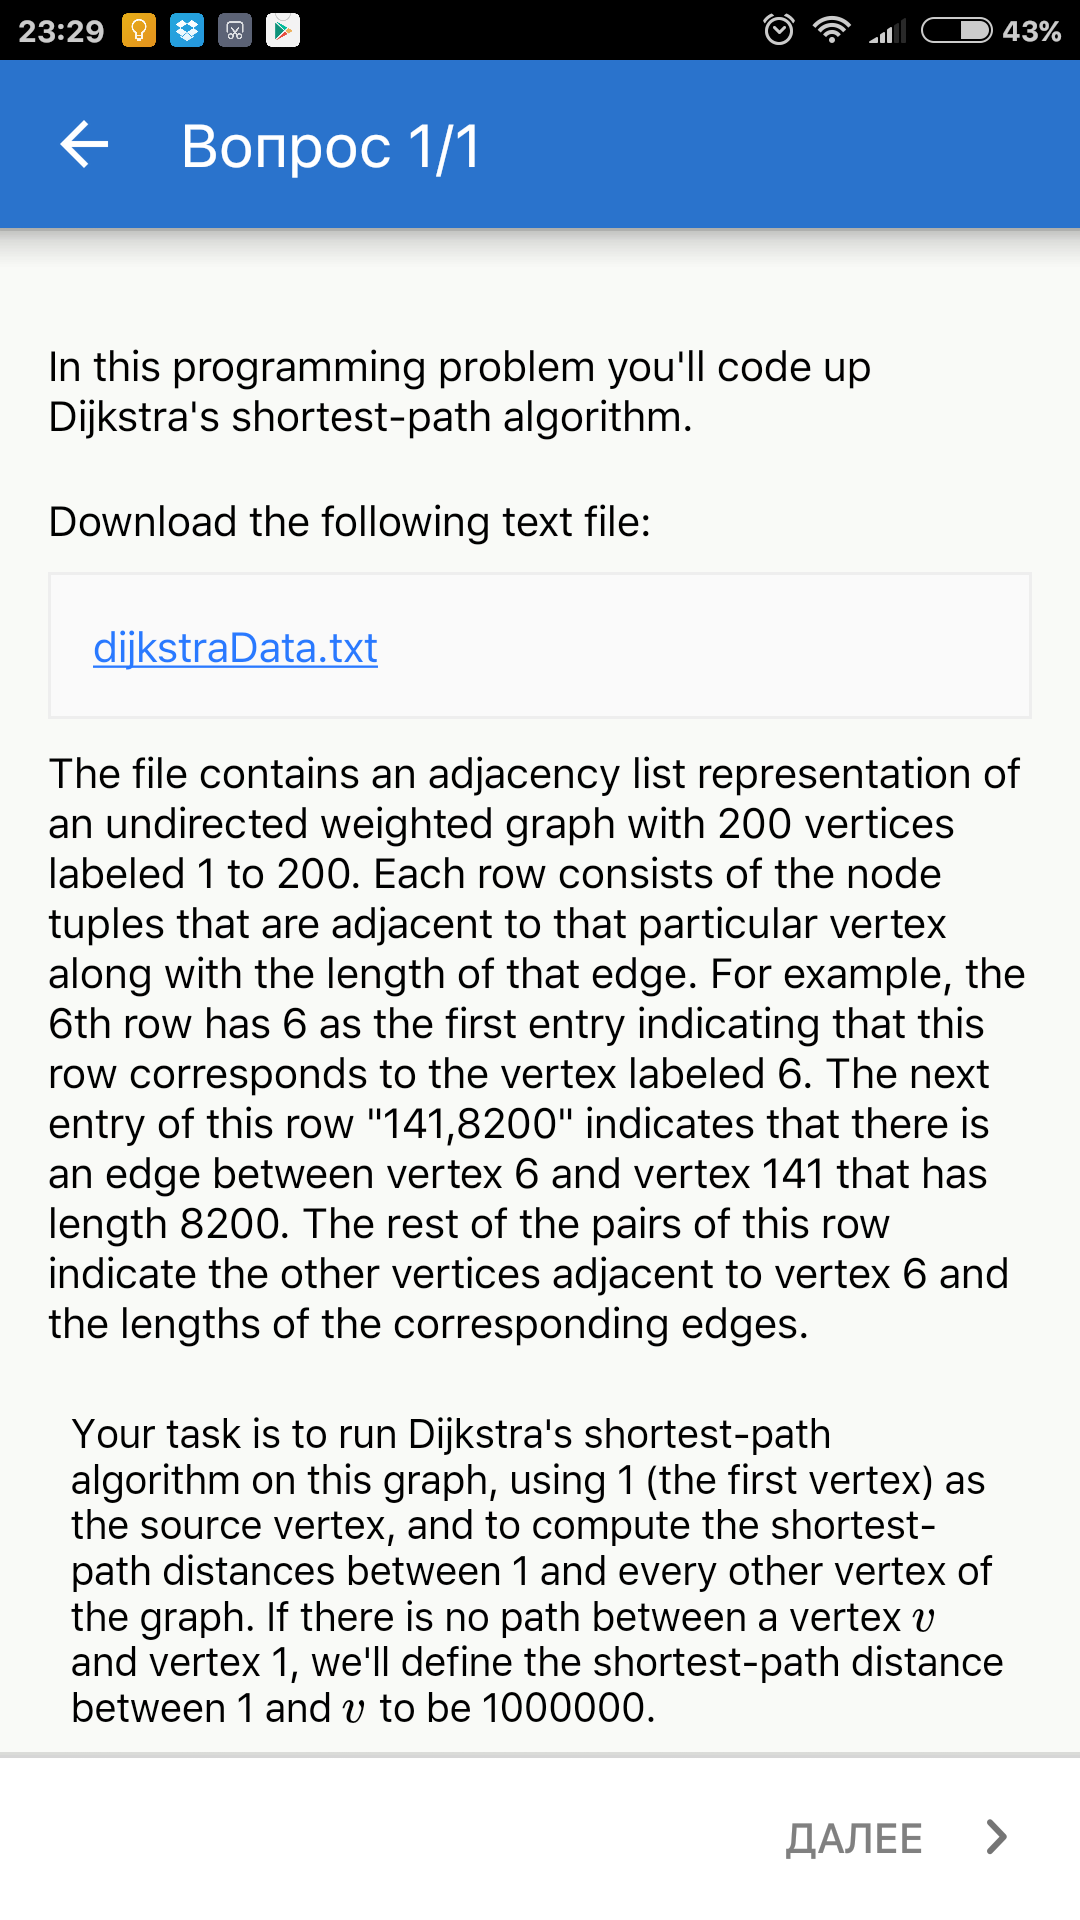 23:29
43%
Вопрос 1/1
In this programming problem you'll code up
Dijkstra's shortest-path algorithm.
Download the following text file:
dijkstraData.txt
The file contains an adjacency list representation of
an undirected weighted graph with 200 vertices
labeled 1 to 200. Each row consists of the node
tuples that are adjacent to that particular vertex
along with the length of that edge. For example, the
6th row has 6 as the first entry indicating that this
row corresponds to the vertex labeled 6. The next
entry of this row "141,8200" indicates that there is
an edge between vertex 6 and vertex 141 that has
length 8200. The rest of the pairs of this row
indicate the other vertices adjacent to vertex 6 and
the lengths of the corresponding edges.
Your task is to run Dijkstra's shortest-path
algorithm on this graph, using 1 (the first vertex) as
the source vertex, and to compute the shortest-
path distances between 1 and every other vertex of
the graph. If there is no path between a vertex v
and vertex 1, we'll define the shortest-path distance
between 1 and v to be 1000000.
ДАЛЕЕ